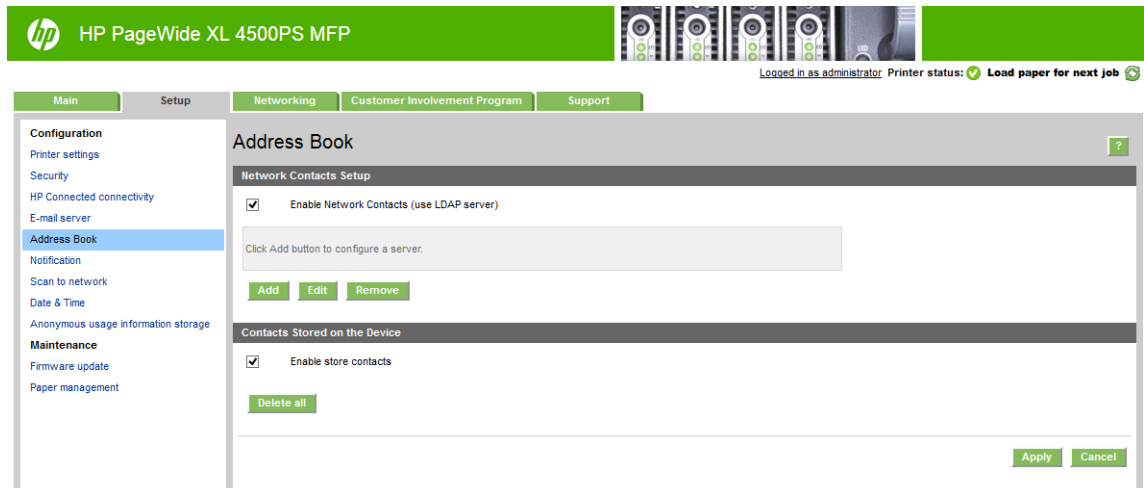 hp HP PageWide XL 4500PS MFP
UID
Logged in as administrator Printer status: Load paper for next job
Main Setup Networking Customer Involvement Program Support
Configuration
Printer settings
Security
HP Connected connectivity
E-mail server
Address Book
Notification
Scan to network
Date & Time
Anonymous usage information storage
Maintenance
Firmware update
Paper management
Address Book ?
Network Contacts Setup
Enable Network Contacts (use LDAP server)
Click Add button to configure a server.
Add Edit Remove
Contacts Stored on the Device
Enable store contacts
Delete all
Apply Cancel